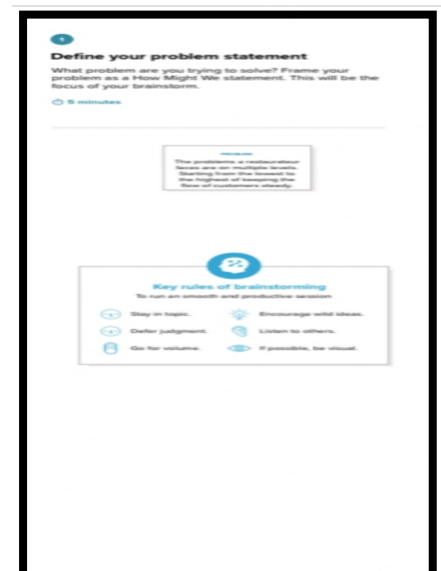 1
Define your problem statement
What problem are you trying to solve? Frame your
problem as a How Might We statement. This will be the
focus of your brainstorm.
5 minutes
PROBLEM
The problems a restaurateur
faces are on multiple levels.
Starting from the lowest to
the highest of keeping the
flow of customers steady.
Key rules of brainstorming
To run an smooth and productive session
Stay in topic.
Encourage wild ideas.
Defer judgment.
Listen to others.
Go for volume.
If possible, be visual.